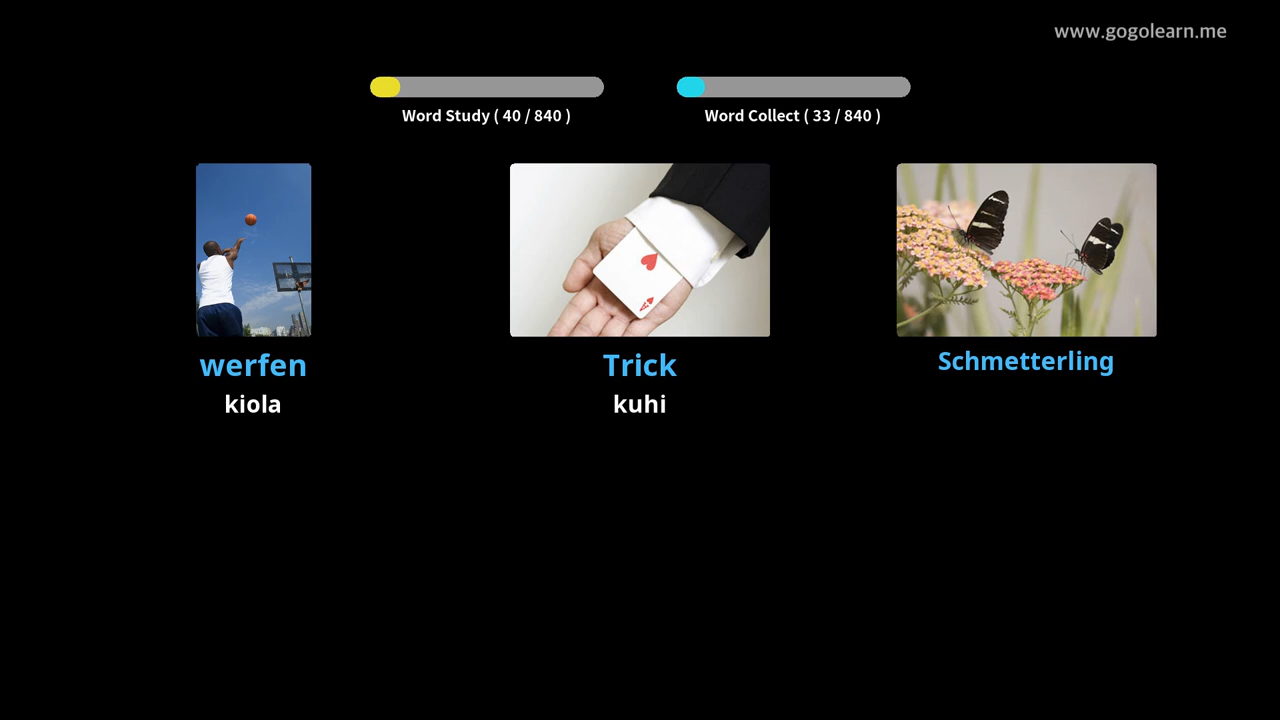 www.gogolearn.me
Word Study ( 40 / 840 )
Word Collect ( 33 / 840 )
werfen
kiola
Trick
kuhi
Schmetterling